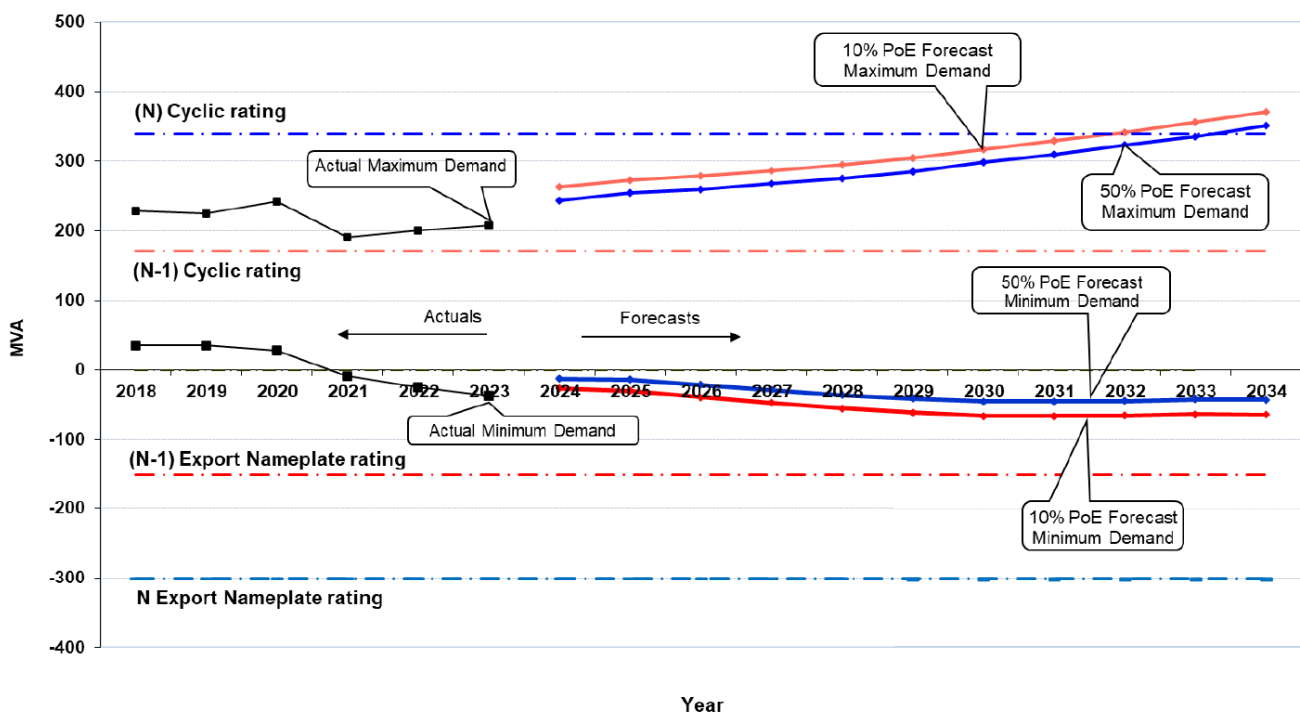 500
400
300
200
100
0
-100
-200
-300
-400
MVA
10% PoE Forecast
Maximum Demand
(N) Cyclic rating
Actual Maximum Demand
50% PoE Forecast
Maximum Demand
(N-1) Cyclic rating
50% PoE Forecast
Minimum Demand
Actuals
Forecasts
2018 2019 2020 2021 2022 2023 2024 2025 2026 2027 2028 2029 2030 2031 2032 2033 2034
Actual Minimum Demand
(N-1) Export Nameplate rating
10% PoE Forecast
Minimum Demand
N Export Nameplate rating
Year